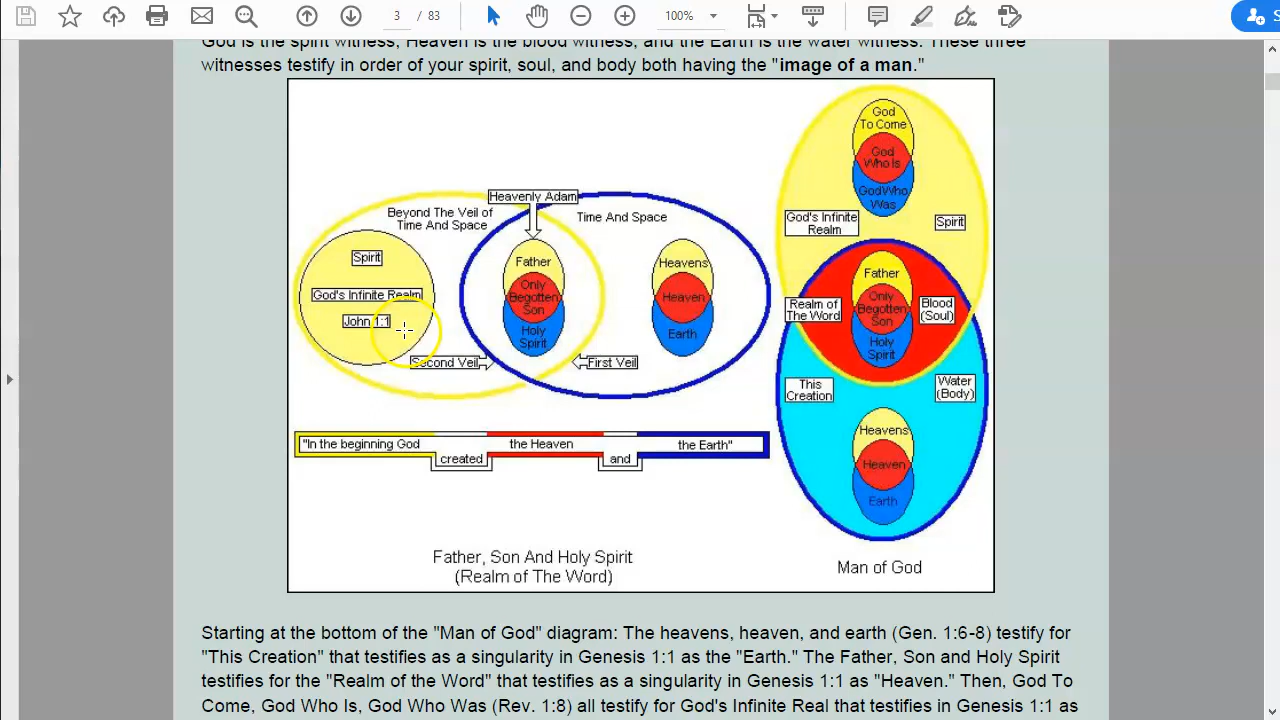 3 / 83
100%
God is the spirit witness, Heaven is the blood witness, and the Earth is the water witness. These three
witnesses testify in order of your spirit, soul, and body both having the "image of a man."
Heavenly Adam
Beyond The Veil of
Time And Space
Time And Space
Spirit
God's Infinite Realm
John 1:1
Father
Only
Begotten
Son
Holy
Spirit
Heavens
Heaven
Earth
Second Veil
First Veil
"In the beginning God
created
the Heaven
and
the Earth"
Father, Son And Holy Spirit
(Realm of The Word)
God
To Come
God
Who Is
God Who
Was
God's Infinite
Realm
Spirit
Father
Only
Begotten
Son
Holy
Spirit
Realm of
The Word
Blood
(Soul)
This
Creation
Water
(Body)
Heavens
Heaven
Earth
Man of God
Starting at the bottom of the "Man of God" diagram: The heavens, heaven, and earth (Gen. 1:6-8) testify for
"This Creation" that testifies as a singularity in Genesis 1:1 as the "Earth." The Father, Son and Holy Spirit
testifies for the "Realm of the Word" that testifies as a singularity in Genesis 1:1 as "Heaven." Then, God To
Come, God Who Is, God Who Was (Rev. 1:8) all testify for God's Infinite Real that testifies in Genesis 1:1 as